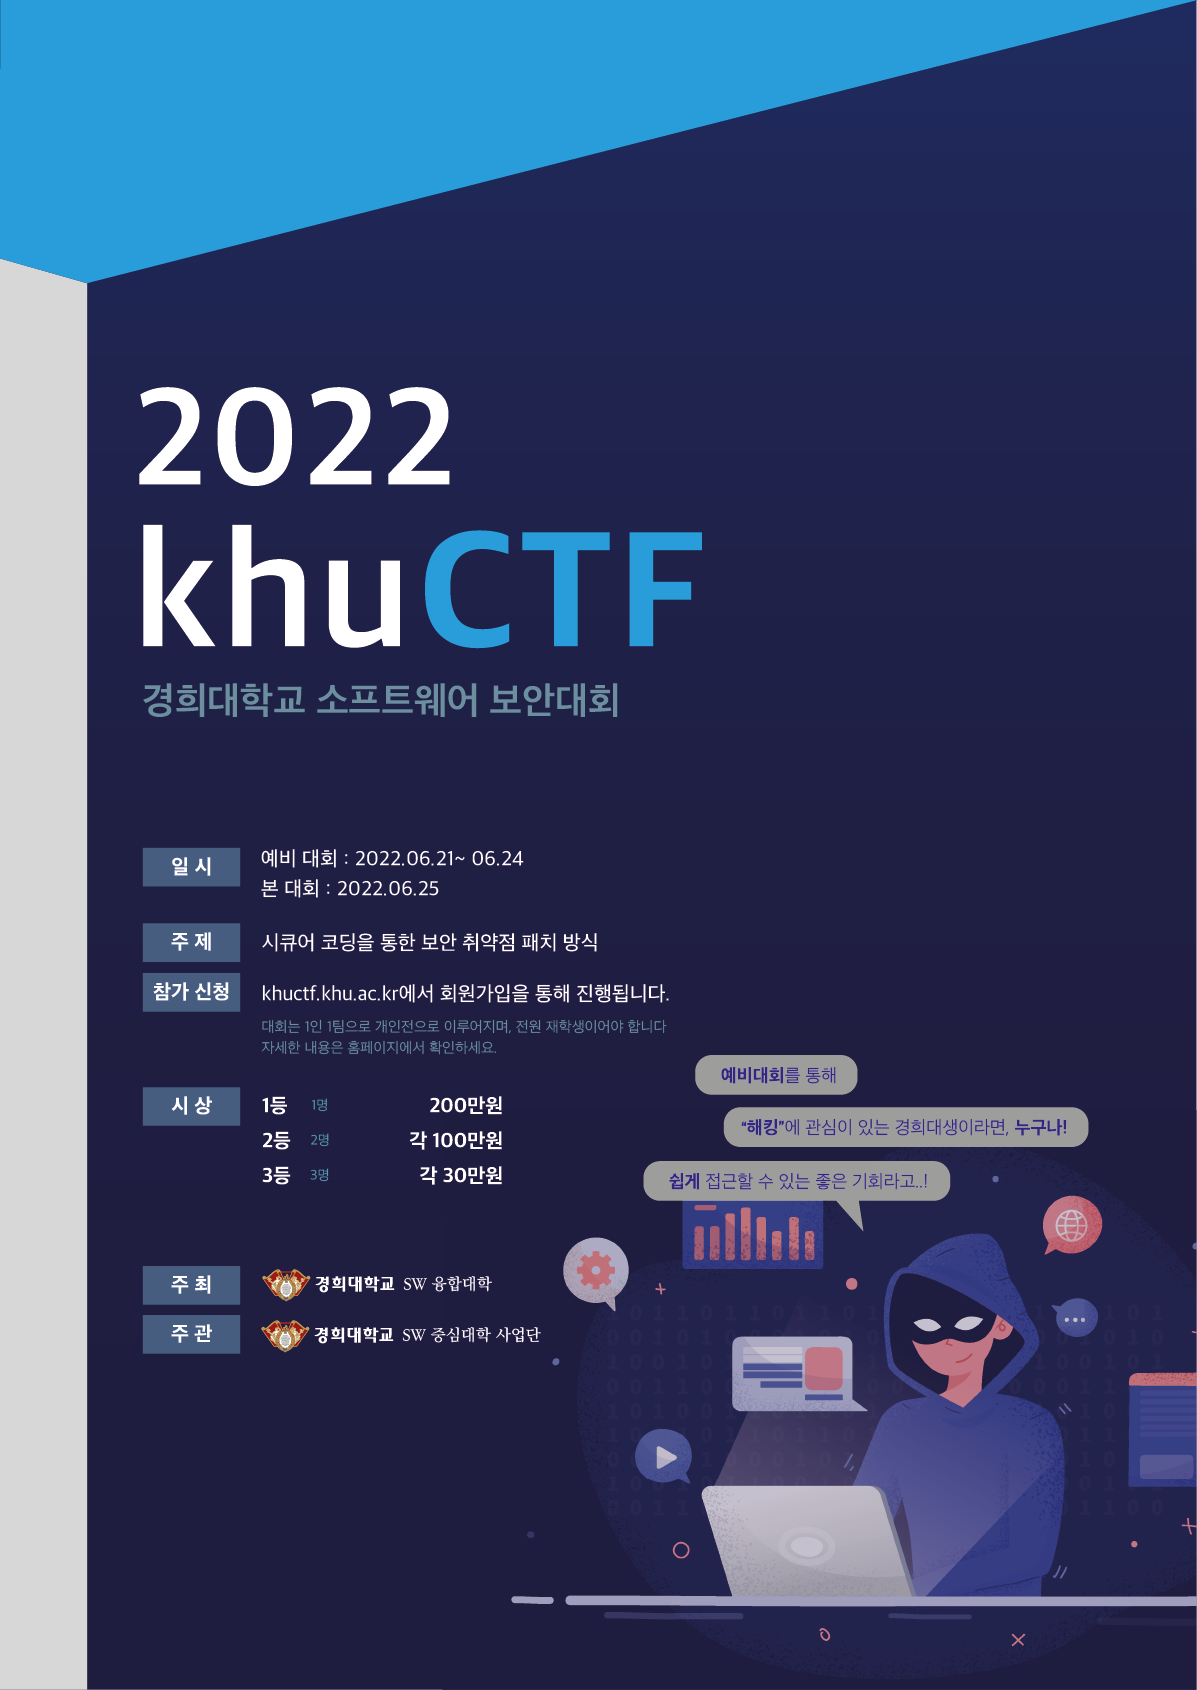 2022
khuCTF
경희대학교 소프트웨어 보안대회
일 시
예비 대회 : 2022.06.21~ 06.24
본 대회 : 2022.06.25
주 제
시큐어 코딩을 통한 보안 취약점 패치 방식
참가 신청
khuctf.khu.ac.kr에서 회원가입을 통해 진행됩니다.
대회는 1인 1팀으로 개인전으로 이루어지며, 전원 재학생이어야 합니다
자세한 내용은 홈페이지에서 확인하세요.
시 상
1등 1명 200만원
2등 2명 각 100만원
3등 3명 각 30만원
예비대회를 통해
“해킹”에 관심이 있는 경희대생이라면, 누구나!
쉽게 접근할 수 있는 좋은 기회라고..!
주 최
경희대학교 SW 융합대학
주 관
경희대학교 SW 중심대학 사업단